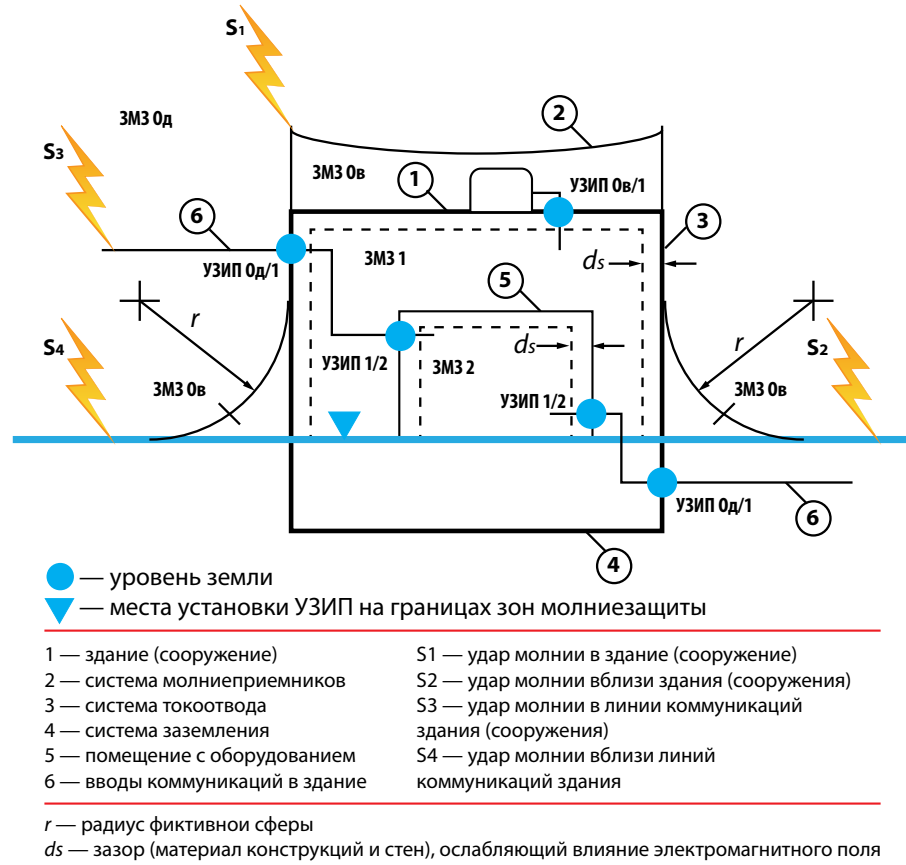 S1
ЗМЗ 0д
2
S3
ЗМЗ 0в
1
УЗИП 0в/1
6
3
УЗИП 0д/1
ЗМЗ 1
ds
5
r
r
S4
УЗИП 1/2
ЗМЗ 2
ds
S2
ЗМЗ 0в
ЗМЗ 0в
УЗИП 1/2
УЗИП 0д/1
6
4
— уровень земли
— места установки УЗИП на границах зон молниезащиты
1 — здание (сооружение)
2 — система молниеприемников
3 — система токоотвода
4 — система заземления
5 — помещение с оборудованием
6 — вводы коммуникаций в здание
S1 — удар молнии в здание (сооружение)
S2 — удар молнии вблизи здания (сооружения)
S3 — удар молнии в линии коммуникаций
здания (сооружения)
S4 — удар молнии вблизи линий
коммуникаций здания
r — радиус фиктивнои сферы
ds — зазор (материал конструкций и стен), ослабляющий влияние электромагнитного поля